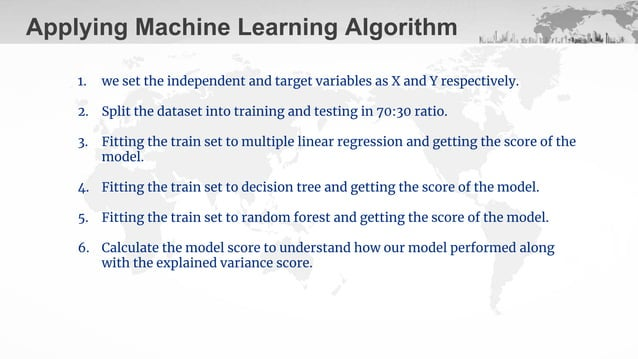 Applying Machine Learning Algorithm
1. we set the independent and target variables as X and Y respectively.
2. Split the dataset into training and testing in 70:30 ratio.
3. Fitting the train set to multiple linear regression and getting the score of the
model.
4. Fitting the train set to decision tree and getting the score of the model.
5. Fitting the train set to random forest and getting the score of the model.
6. Calculate the model score to understand how our model performed along
with the explained variance score.